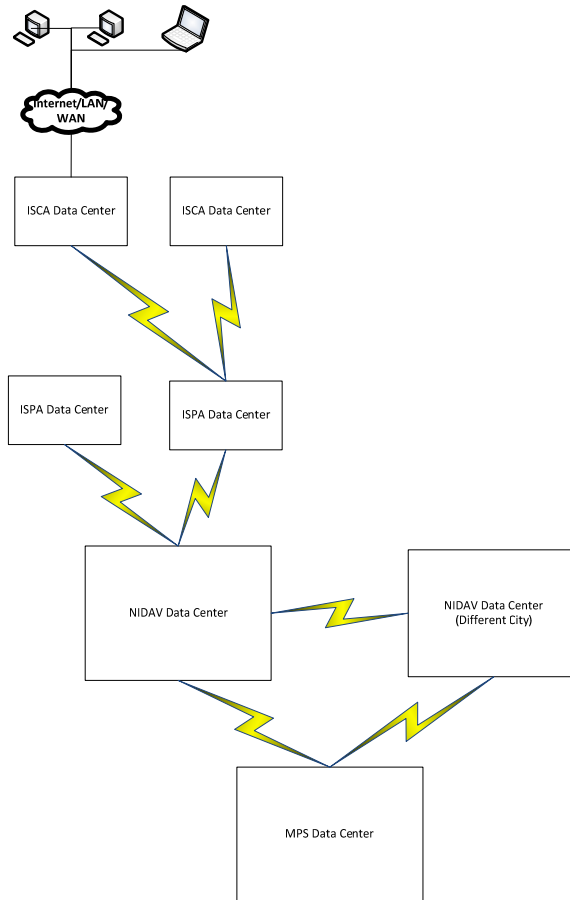 Internet/LAN/
WAN
ISCA Data Center
ISCA Data Center
ISPA Data Center
ISPA Data Center
NIDAV Data Center
NIDAV Data Center
(Different City)
MPS Data Center